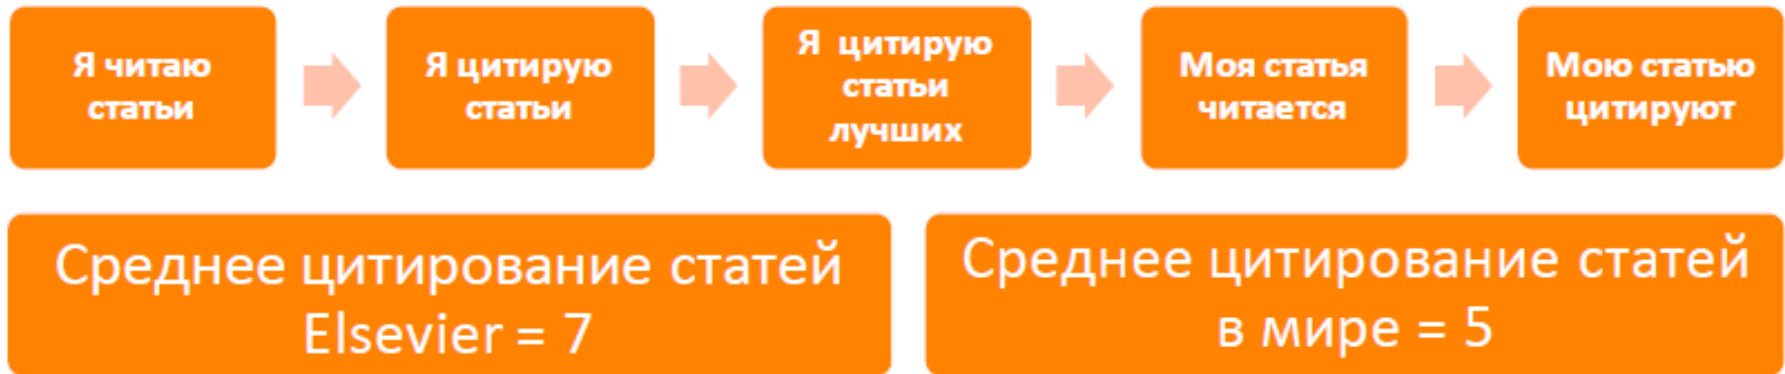 Я читаю
статьи
Я цитирую
статьи
Я цитирую
статьи
лучших
Моя статья
читается
Мою статью
цитируют
Среднее цитирование статей
Elsevier = 7
Среднее цитирование статей
в мире = 5